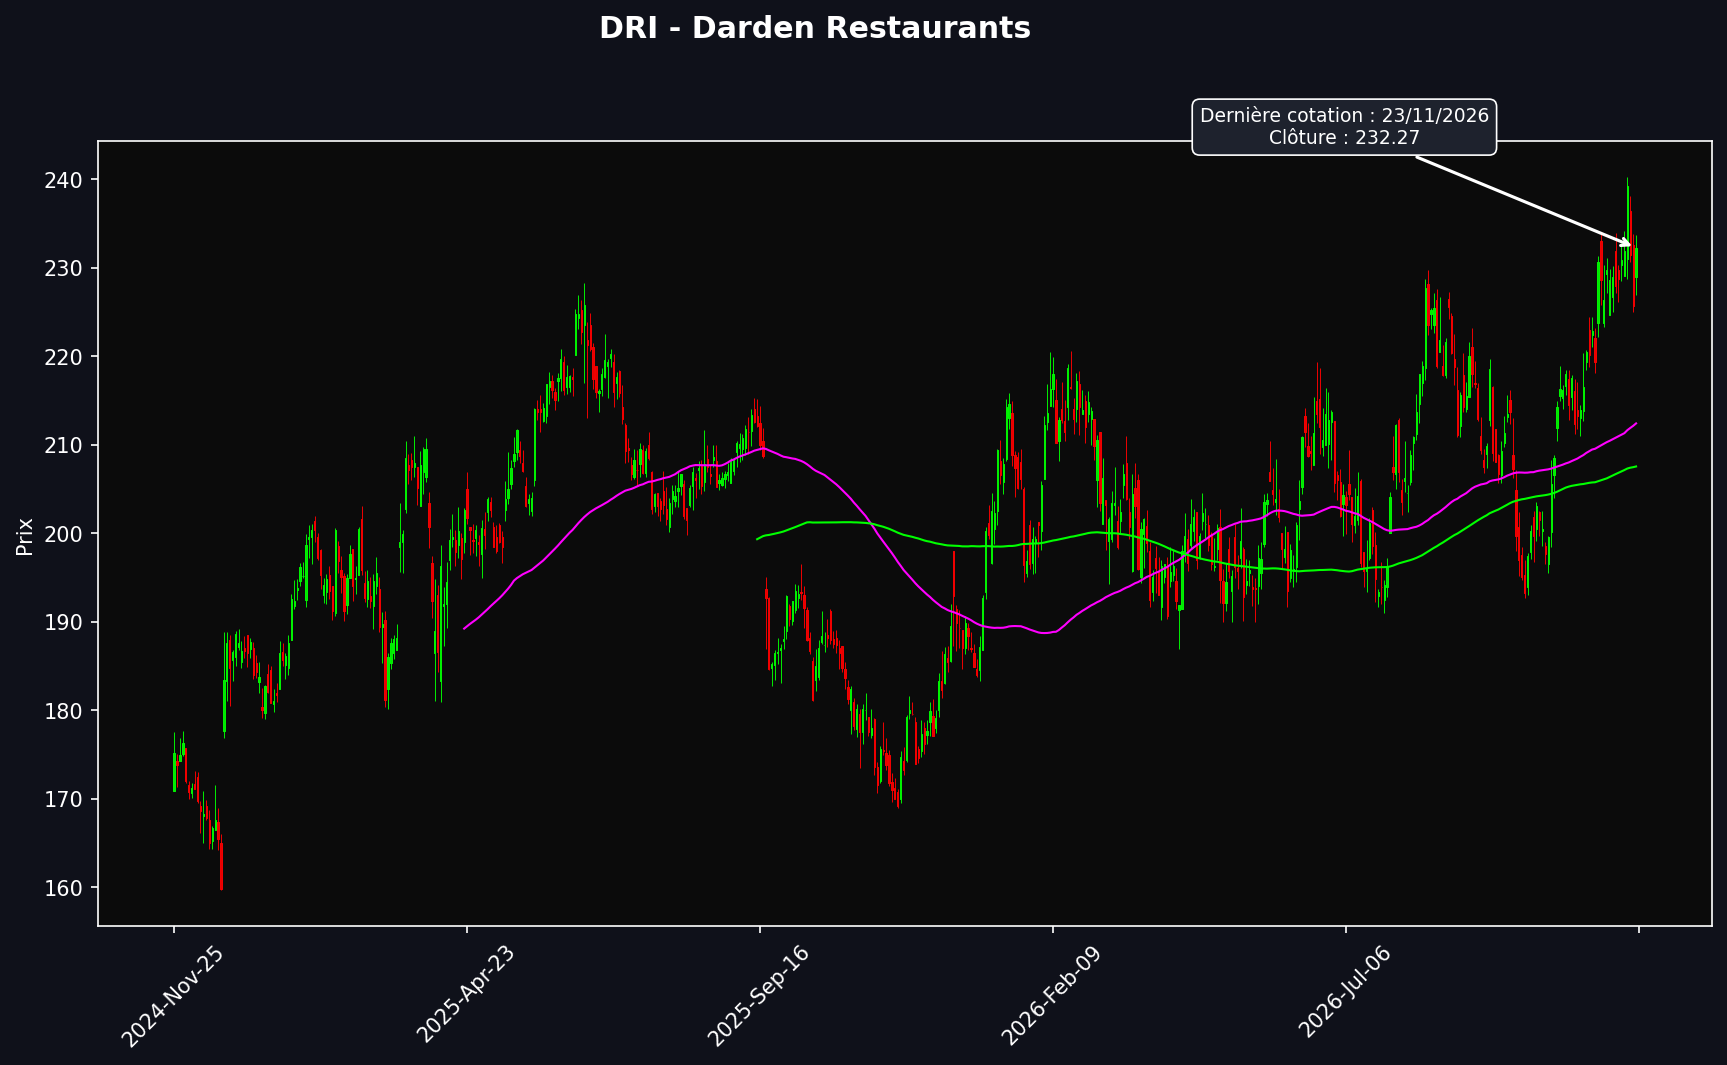 DRI - Darden Restaurants
Dernière cotation : 23/11/2026
Clôture : 232.27
Prix
240
230
220
210
200
190
180
170
160
2024-Nov-25
2025-Apr-23
2025-Sep-16
2026-Feb-09
2026-Jul-06